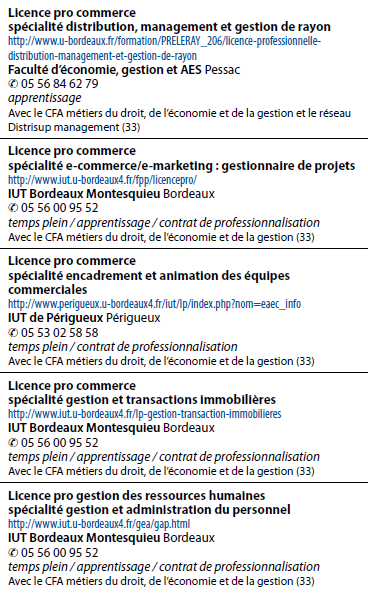 Licence pro commerce
spécialité distribution, management et gestion de rayon
http://www.u-bordeaux.fr/formation/PRELERAY_206/licence-professionnelle-
distribution-management-et-gestion-de-rayon
Faculté d'économie, gestion et AES Pessac
✆ 05 56 84 62 79
apprentissage
Avec le CFA métiers du droit, de l'économie et de la gestion et le réseau
Distrisup management (33)
Licence pro commerce
spécialité e-commerce/e-marketing : gestionnaire de projets
http://www.iut.u-bordeaux4.fr/fpp/licencepro/
IUT Bordeaux Montesquieu Bordeaux
✆ 05 56 00 95 52
temps plein / apprentissage / contrat de professionnalisation
Avec le CFA métiers du droit, de l'économie et de la gestion (33)
Licence pro commerce
spécialité encadrement et animation des équipes
commerciales
http://www.perigueux.u-bordeaux4.fr/iut/lp/index.php?nom=eaec_info
IUT de Périgueux Périgueux
✆ 05 53 02 58 58
temps plein / contrat de professionnalisation
Avec le CFA métiers du droit, de l'économie et de la gestion (33)
Licence pro commerce
spécialité gestion et transactions immobilières
http://www.iut.u-bordeaux4.fr/lp-gestion-transaction-immobilieres
IUT Bordeaux Montesquieu Bordeaux
✆ 05 56 00 95 52
temps plein / apprentissage / contrat de professionnalisation
Avec le CFA métiers du droit, de l'économie et de la gestion (33)
Licence pro gestion des ressources humaines
spécialité gestion et administration du personnel
http://www.iut.u-bordeaux4.fr/gea/gap.html
IUT Bordeaux Montesquieu Bordeaux
✆ 05 56 00 95 52
temps plein / apprentissage / contrat de professionnalisation
Avec le CFA métiers du droit, de l'économie et de la gestion (33)